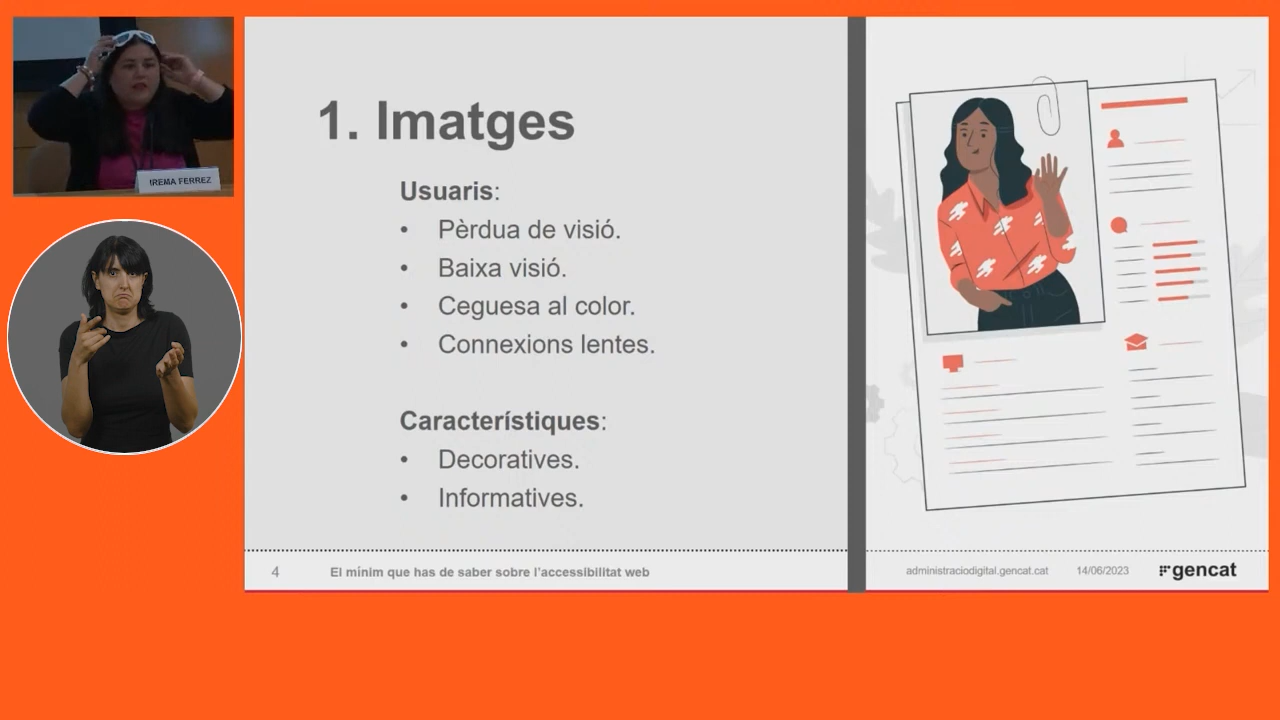 IREMA FERREZ
1. Imatges
Usuaris:
• Pèrdua de visió.
• Baixa visió.
• Ceguesa al color.
• Connexions lentes.
Característiques:
• Decoratives.
• Informatives.
4
El mínim que has de saber sobre l'accessibilitat web
administraciodigital.gencat.cat
14/06/2023
gencat